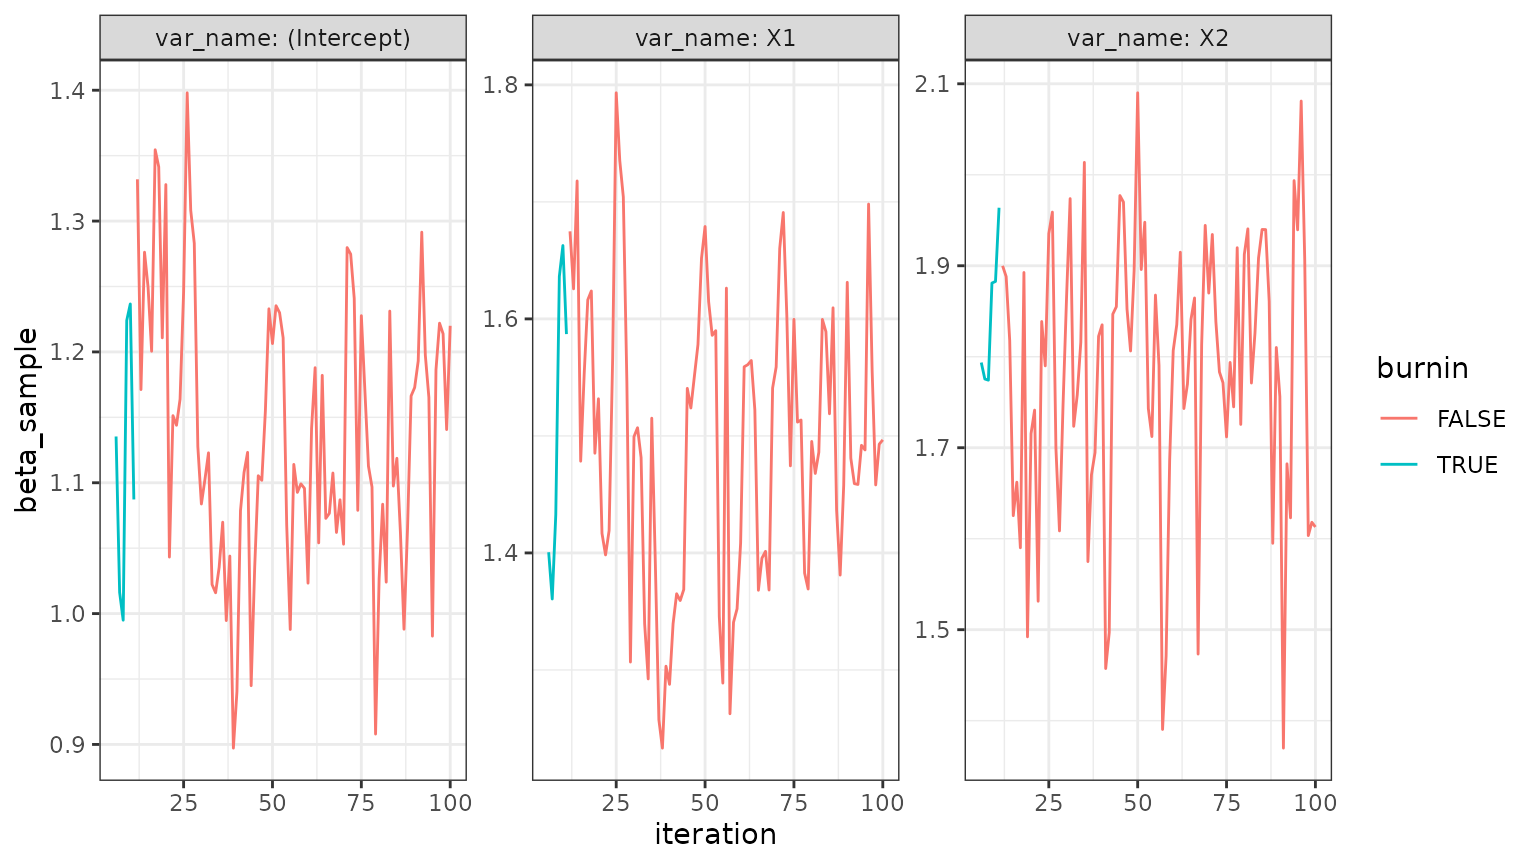 var_name: (Intercept)
var_name: X1
var_name: X2
beta_sample
1.4
1.3
1.2
1.1
1.0
0.9
1.8
1.6
1.4
2.1
1.9
1.7
1.5
25 50 75 100
25 50 75 100
25 50 75 100
iteration
burnin
FALSE
TRUE